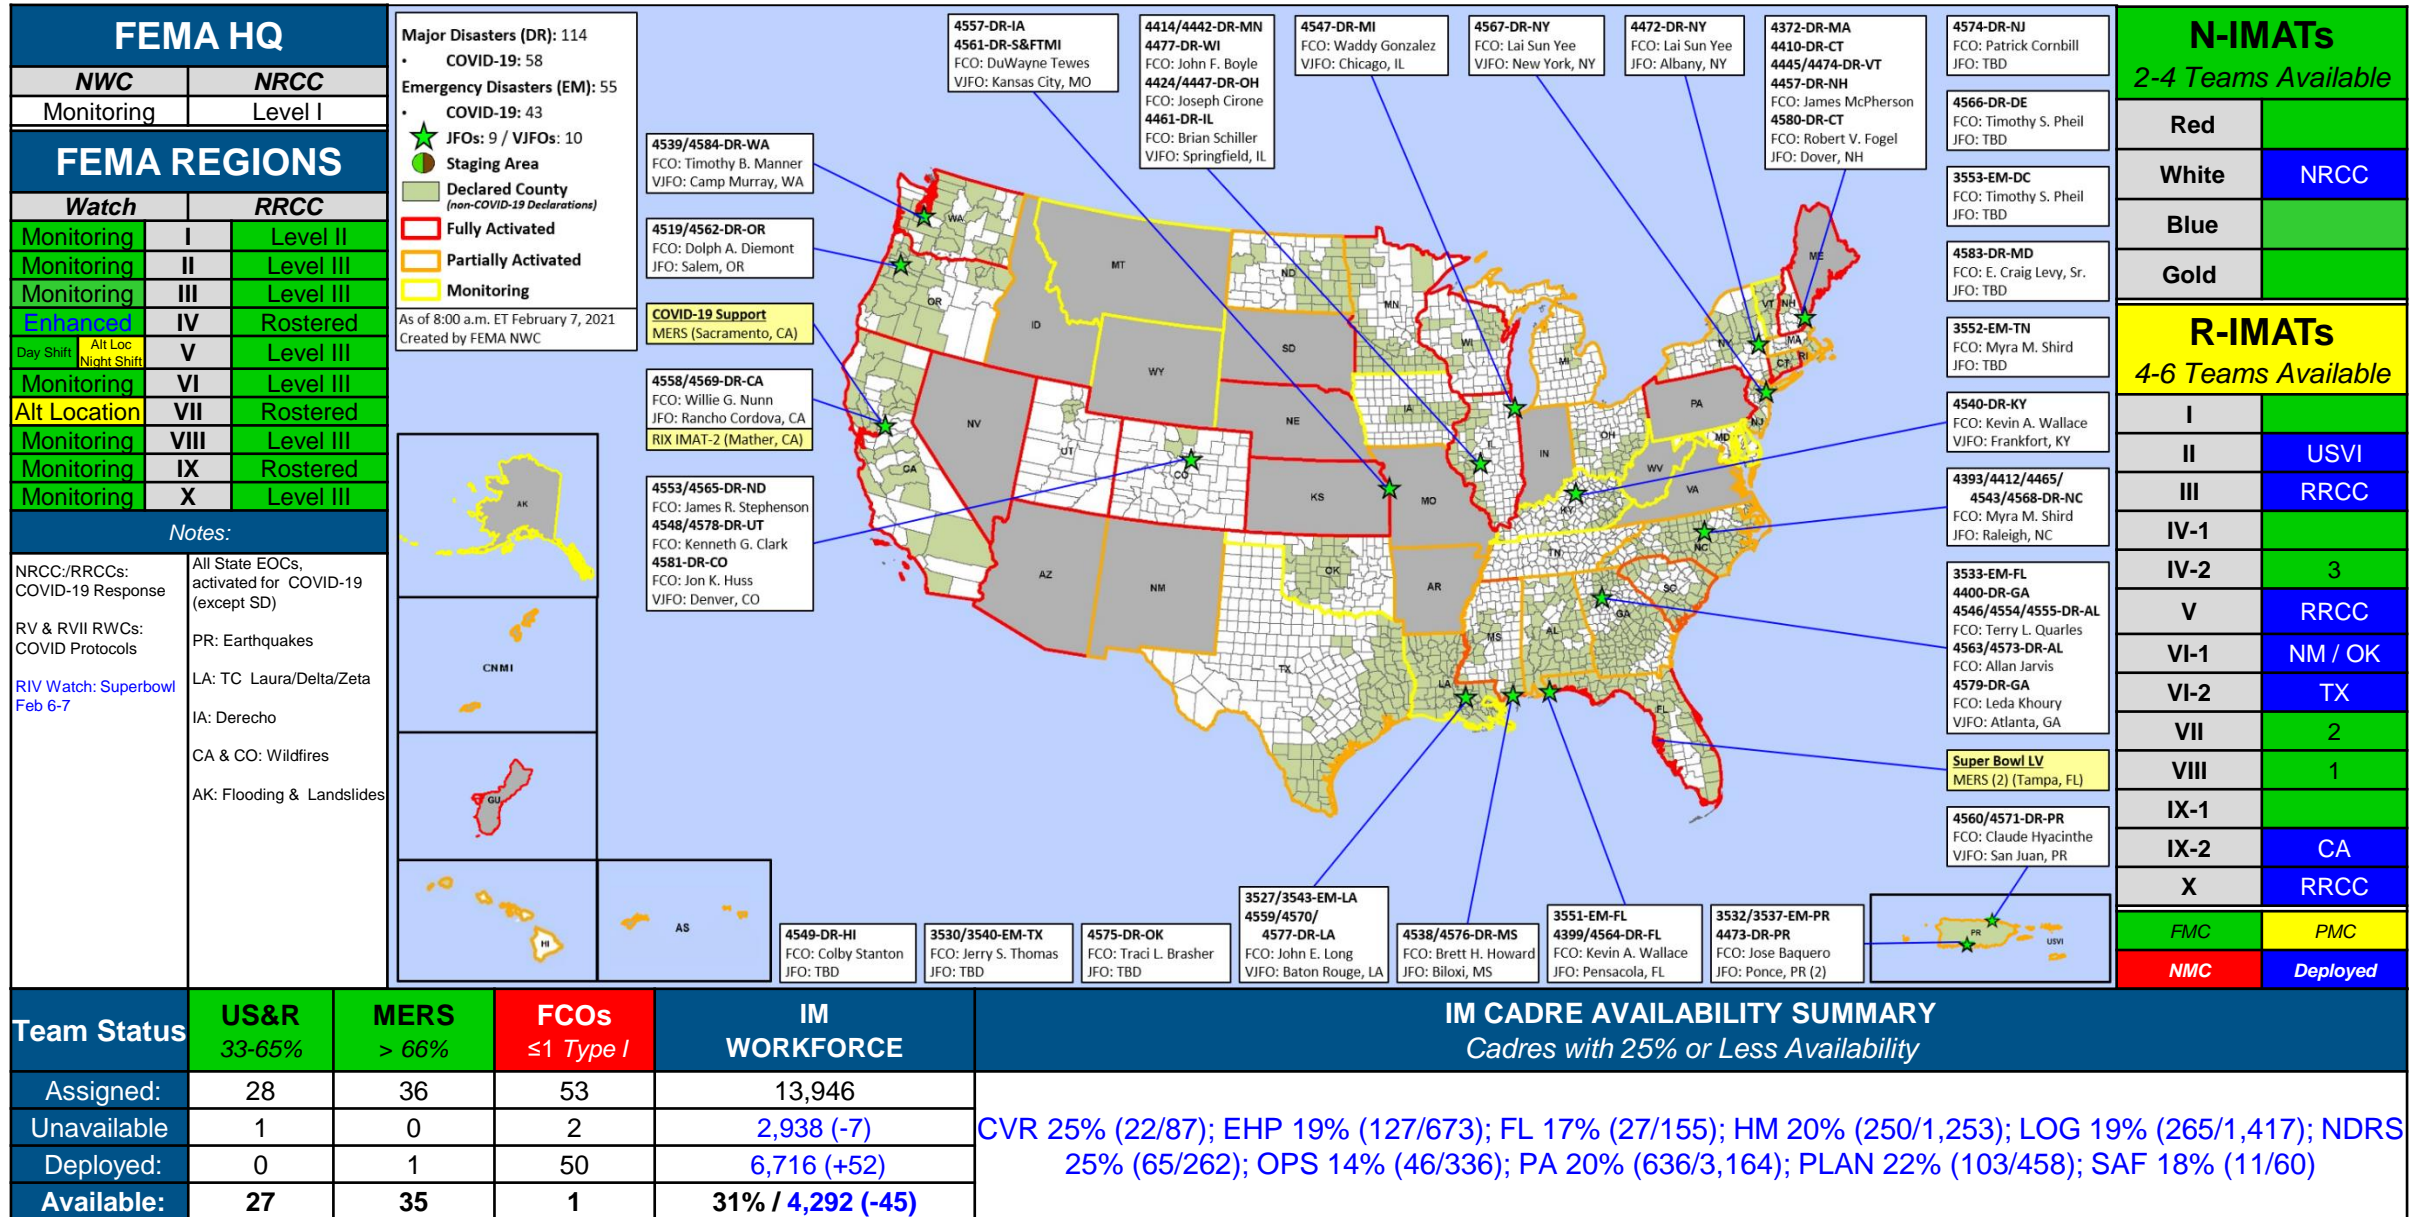 FEMA HQ
NWC NRCC
Monitoring Level I
FEMA REGIONS
Watch RRCC
Monitoring I Level II
Monitoring II Level III
Monitoring III Level III
Enhanced IV Rostered
Day Shift Alt Loc Night Shift V Level III
Monitoring VI Level III
Alt Location VII Rostered
Monitoring VIII Level III
Monitoring IX Rostered
Monitoring X Level III
Notes:
NRCC:/RRCCs:
COVID-19 Response
RV & RVII RWCs:
COVID Protocols
RIV Watch: Superbowl
Feb 6-7
All State EOCs,
activated for COVID-19
(except SD)
PR: Earthquakes
LA: TC Laura/Delta/Zeta
IA: Derecho
CA & CO: Wildfires
AK: Flooding & Landslides
Major Disasters (DR): 114
• COVID-19: 58
Emergency Disasters (EM): 55
• COVID-19: 43
JFOs: 9 / VJFOs: 10
Staging Area
Declared County
(non-COVID-19 Declarations)
Fully Activated
Partially Activated
Monitoring
As of 8:00 a.m. ET February 7, 2021
Created by FEMA NWC
4557-DR-IA
4561-DR-S&FTMI
FCO: DuWayne Tewes
VJFO: Kansas City, MO
4414/4442-DR-MN
4477-DR-WI
FCO: John F. Boyle
4424/4447-DR-OH
FCO: Joseph Cirone
4461-DR-IL
FCO: Brian Schiller
VJFO: Springfield, IL
4547-DR-MI
FCO: Waddy Gonzalez
VJFO: Chicago, IL
4567-DR-NY
FCO: Lai Sun Yee
VJFO: New York, NY
4472-DR-NY
FCO: Lai Sun Yee
JFO: Albany, NY
4372-DR-MA
4410-DR-CT
4445/4474-DR-VT
4457-DR-NH
FCO: James McPherson
4580-DR-CT
FCO: Robert V. Fogel
JFO: Dover, NH
4574-DR-NJ
FCO: Patrick Cornbill
JFO: TBD
4566-DR-DE
FCO: Timothy S. Pheil
JFO: TBD
3553-EM-DC
FCO: Timothy S. Pheil
JFO: TBD
4583-DR-MD
FCO: E. Craig Levy, Sr.
JFO: TBD
3552-EM-TN
FCO: Myra M. Shird
JFO: TBD
4540-DR-KY
FCO: Kevin A. Wallace
VJFO: Frankfort, KY
4393/4412/4465/
4543/4568-DR-NC
FCO: Myra M. Shird
JFO: Raleigh, NC
3533-EM-FL
4400-DR-GA
4546/4554/4555-DR-AL
FCO: Terry L. Quarles
4563/4573-DR-AL
FCO: Allan Jarvis
4579-DR-GA
FCO: Leda Khoury
VJFO: Atlanta, GA
Super Bowl LV
MERS (2) (Tampa, FL)
4560/4571-DR-PR
FCO: Claude Hyacinthe
VJFO: San Juan, PR
4539/4584-DR-WA
FCO: Timothy B. Manner
VJFO: Camp Murray, WA
4519/4562-DR-OR
FCO: Dolph A. Diemont
JFO: Salem, OR
COVID-19 Support
MERS (Sacramento, CA)
4558/4569-DR-CA
FCO: Willie G. Nunn
JFO: Rancho Cordova, CA
RIX IMAT-2 (Mather, CA)
4553/4565-DR-ND
FCO: James R. Stephenson
4548/4578-DR-UT
FCO: Kenneth G. Clark
4581-DR-CO
FCO: Jon K. Huss
VJFO: Denver, CO
WA
OR
CA
NV
ID
MT
WY
UT
CO
AZ
NM
ND
SD
NE
KS
OK
TX
MN
IA
MO
AR
LA
WI
IL
MI
IN
OH
KY
TN
MS
AL
GA
FL
SC
NC
VA
WV
MD
PA
NJ
NY
CT
RI
MA
VT
NH
ME
AK
CNMI
GU
HI
AS
PR
USVI
4549-DR-HI
FCO: Colby Stanton
JFO: TBD
3530/3540-EM-TX
FCO: Jerry S. Thomas
JFO: TBD
4575-DR-OK
FCO: Traci L. Brasher
JFO: TBD
3527/3543-EM-LA
4559/4570/
4577-DR-LA
FCO: John E. Long
VJFO: Baton Rouge, LA
4538/4576-DR-MS
FCO: Brett H. Howard
JFO: Biloxi, MS
3551-EM-FL
4399/4564-DR-FL
FCO: Kevin A. Wallace
JFO: Pensacola, FL
3532/3537-EM-PR
4473-DR-PR
FCO: Jose Baquero
JFO: Ponce, PR (2)
N-IMATs
2-4 Teams Available
Red
White NRCC
Blue
Gold
R-IMATs
4-6 Teams Available
I
II USVI
III RRCC
IV-1
IV-2 3
V RRCC
VI-1 NM / OK
VI-2 TX
VII 2
VIII 1
IX-1
IX-2 CA
X RRCC
FMC PMC
NMC Deployed
Team Status
US&R
33-65%
MERS
> 66%
FCOs
≤1 Type I
IM
WORKFORCE
IM CADRE AVAILABILITY SUMMARY
Cadres with 25% or Less Availability
Assigned: 28 36 53 13,946
Unavailable 1 0 2 2,938 (-7)
Deployed: 0 1 50 6,716 (+52)
Available: 27 35 1 31% / 4,292 (-45)
CVR 25% (22/87); EHP 19% (127/673); FL 17% (27/155); HM 20% (250/1,253); LOG 19% (265/1,417); NDRS
25% (65/262); OPS 14% (46/336); PA 20% (636/3,164); PLAN 22% (103/458); SAF 18% (11/60)